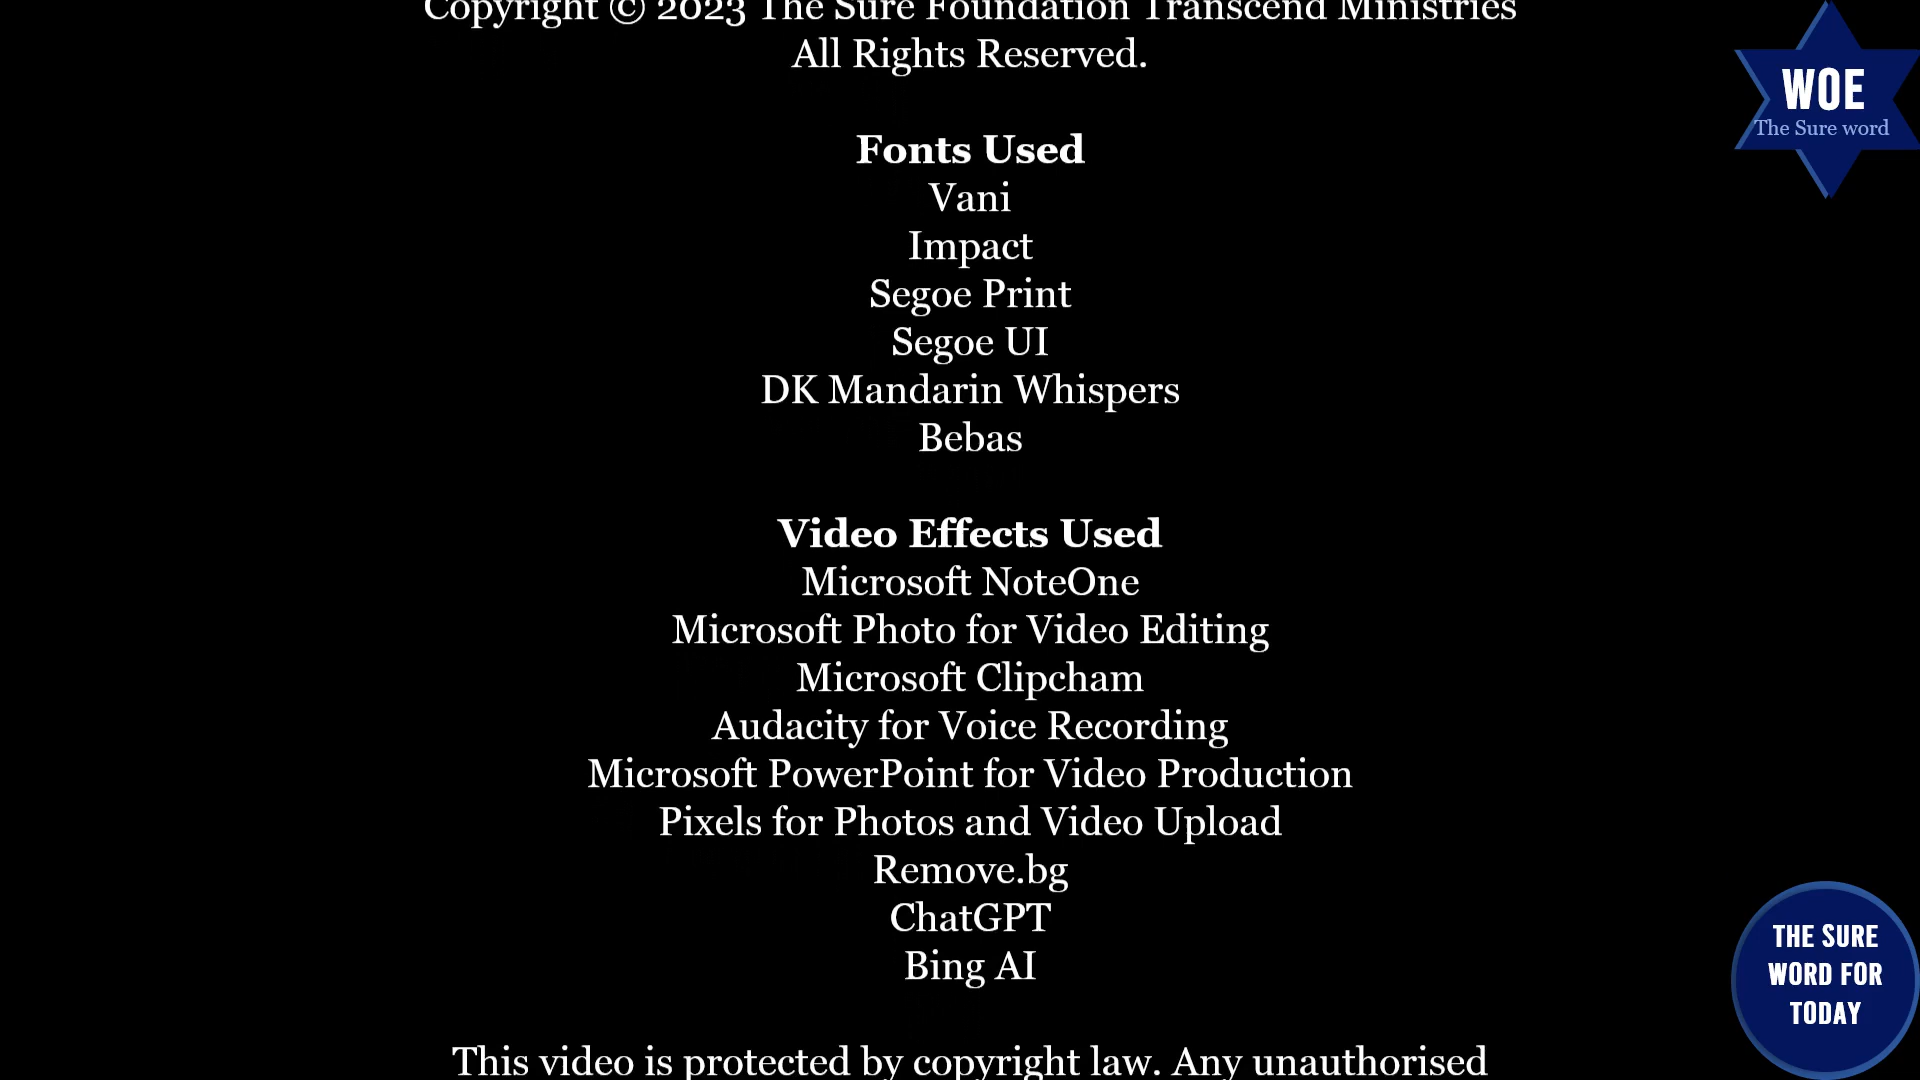 Copyright © 2023 The Sure Foundation Transcend Ministries
All Rights Reserved.
Fonts Used
Vani
Impact
Segoe Print
Segoe UI
DK Mandarin Whispers
Bebas
Video Effects Used
Microsoft NoteOne
Microsoft Photo for Video Editing
Microsoft Clipcham
Audacity for Voice Recording
Microsoft PowerPoint for Video Production
Pixels for Photos and Video Upload
Remove.bg
ChatGPT
Bing AI
This video is protected by copyright law. Any unauthorised
WOE
The Sure word
THE SURE
WORD FOR
TODAY